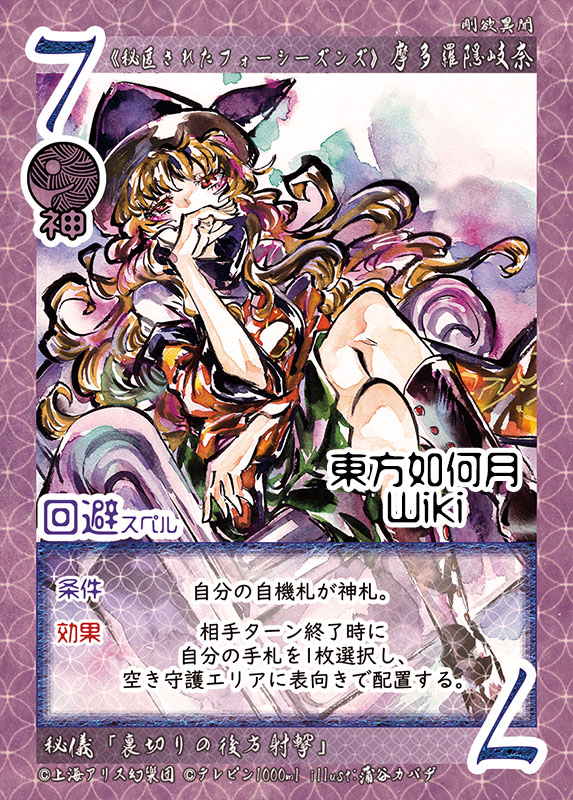 剛欲異聞
7
《秘匿されたフォーシーズンズ》摩多羅隠岐奈
神
東方如何月
Wiki
回避スペル
条件 自分の自機札が神札。
効果 相手ターン終了時に
自分の手札を1枚選択し、
空き守護エリアに表向きで配置する。
秘儀「裏切りの後方射撃」
7
©上海アリス幻樂団 ©テレピン1000ml illust:蒲谷カバヂ